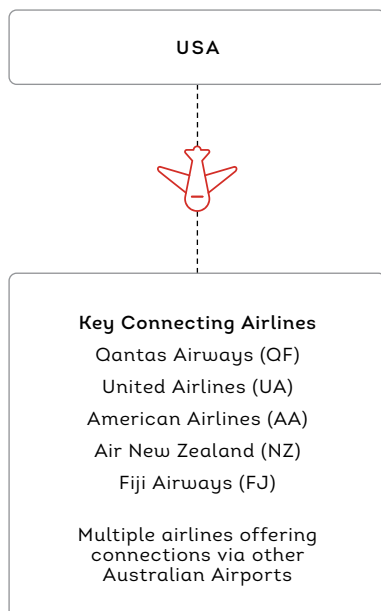 USA
Key Connecting Airlines
Qantas Airways (QF)
United Airlines (UA)
American Airlines (AA)
Air New Zealand (NZ)
Fiji Airways (FJ)
Multiple airlines offering
connections via other
Australian Airports